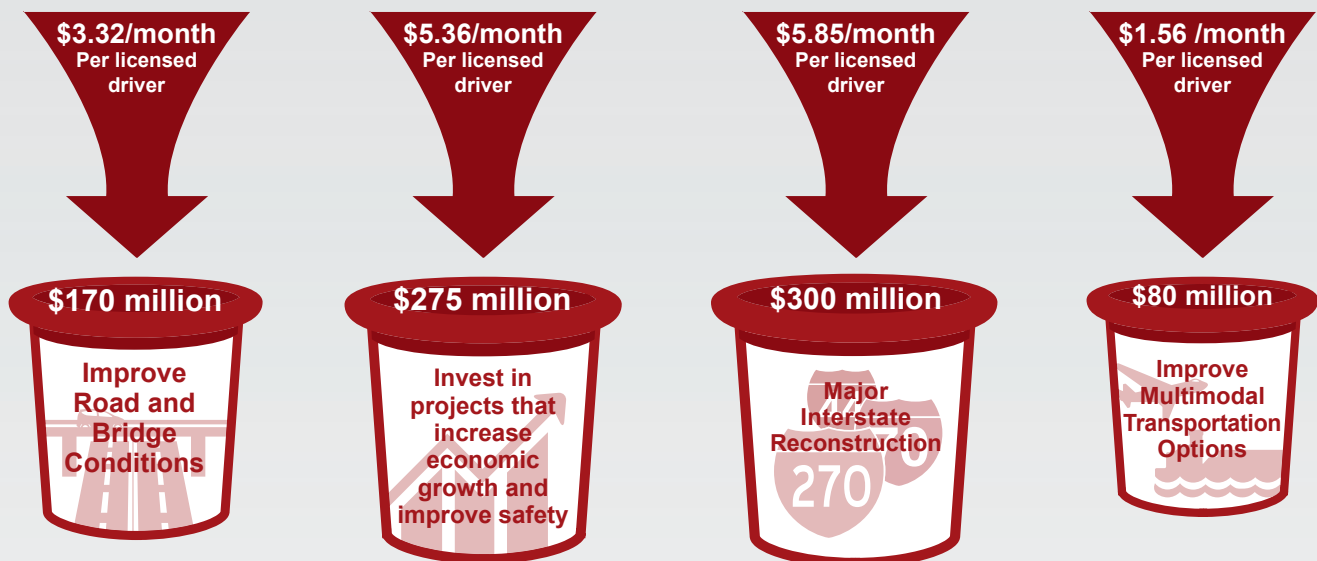 $3.32/month
Per licensed
driver
$170 million
Improve
Road and
Bridge
Conditions
$5.36/month
Per licensed
driver
$275 million
Invest in
projects that
increase
economic
growth and
improve safety
$5.85/month
Per licensed
driver
$300 million
Major
Interstate
Reconstruction
44
70
270
$1.56 /month
Per licensed
driver
$80 million
Improve
Multimodal
Transportation
Options